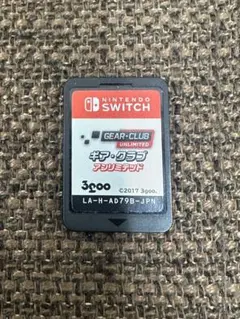 NINTENDO
SWITCH
GEAR・CLUB
UNLIMITED
ギア・クラブ
アンリミテッド
3goo
©2017 3goo.
LA-H-AD79B-JPN